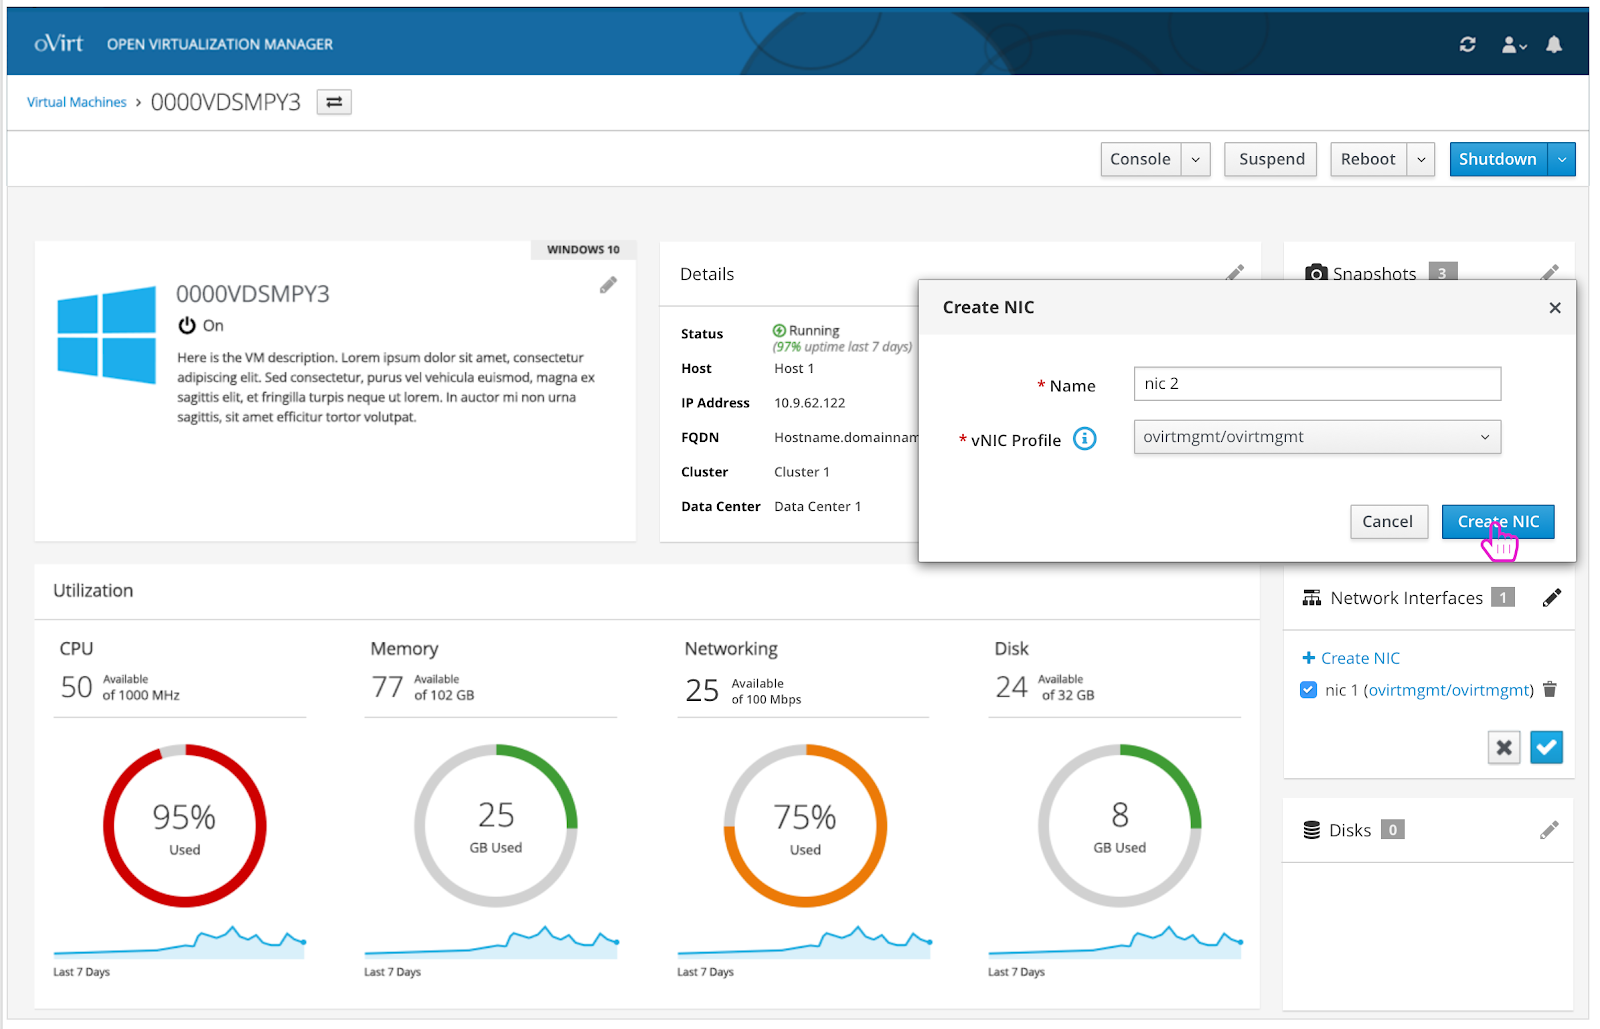 oVirt OPEN VIRTUALIZATION MANAGER
Virtual Machines › 0000VDSMPY3
Console Suspend Reboot Shutdown
WINDOWS 10
0000VDSMPY3
On
Here is the VM description. Lorem ipsum dolor sit amet, consectetur
adipiscing elit. Sed consectetur, purus vel vehicula euismod, magna ex
sagittis elit, et fringilla turpis neque ut lorem. In auctor mi non urna
sagittis, sit amet efficitur tortor volutpat.
Details
Status Running
(97% uptime last 7 days)
Host Host 1
IP Address 10.9.62.122
FQDN Hostname.domainnam
Cluster Cluster 1
Data Center Data Center 1
Snapshots 3
Create NIC
* Name nic 2
* vNIC Profile ovirtmgmt/ovirtmgmt
Cancel Create NIC
Network Interfaces 1
+ Create NIC
nic 1 (ovirtmgmt/ovirtmgmt)
Disks 0
Utilization
CPU
50 Available
of 1000 MHz
95%
Used
Last 7 Days
Memory
77 Available
of 102 GB
25
GB Used
Last 7 Days
Networking
25 Available
of 100 Mbps
75%
Used
Last 7 Days
Disk
24 Available
of 32 GB
8
GB Used
Last 7 Days